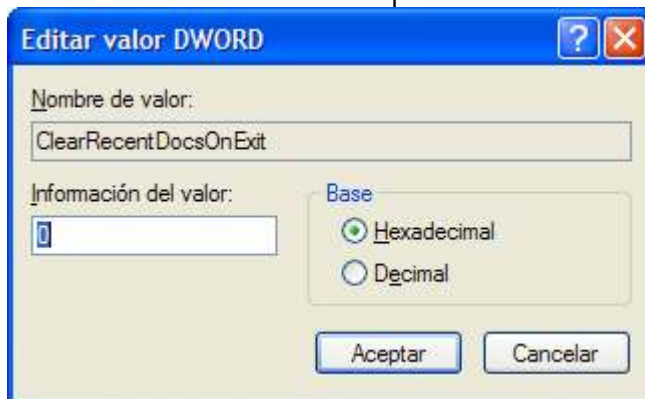 Editar valor DWORD
Nombre de valor:
ClearRecentDocsOnExit
Información del valor:
0
Base
Hexadecimal
Decimal
Aceptar
Cancelar